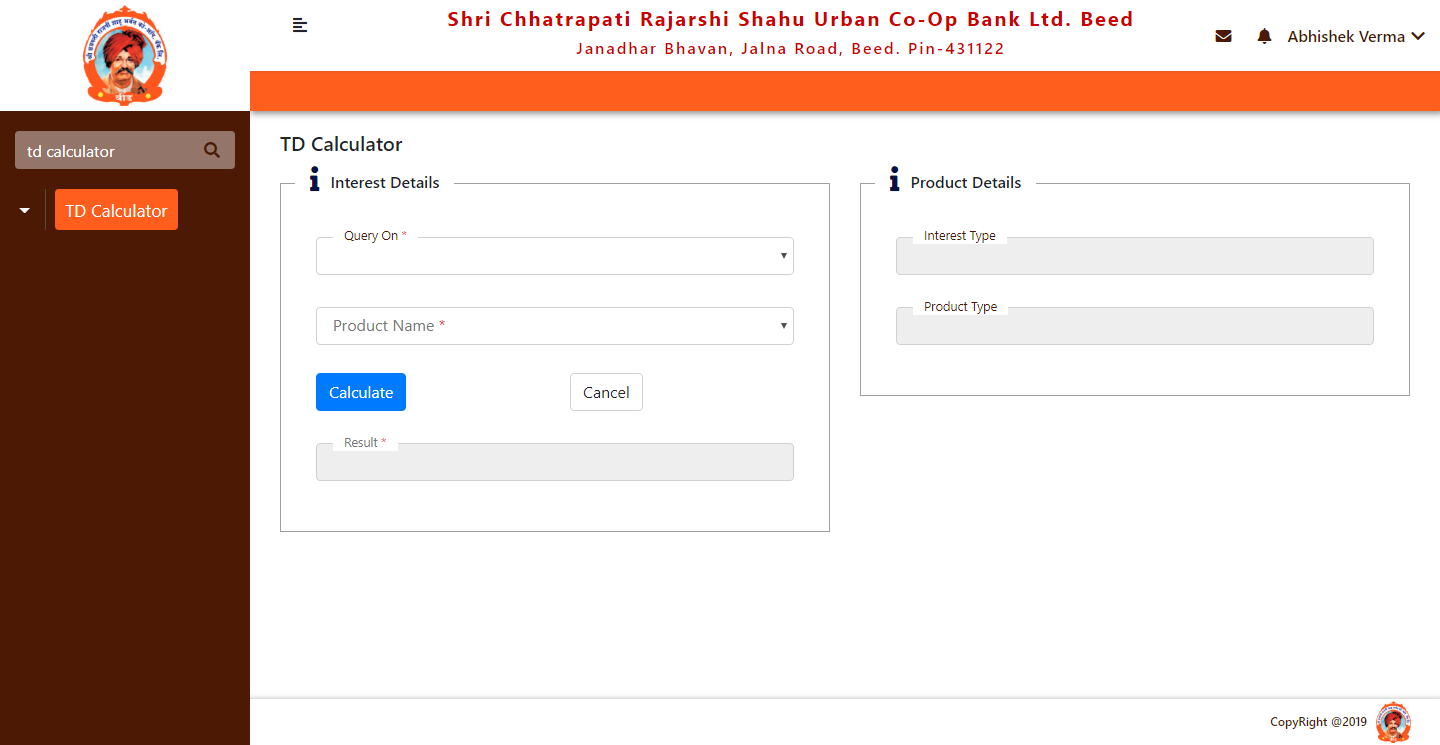 Shri Chhatrapati Rajarshi Shahu Urban Co-Op Bank Ltd. Beed
Janadhar Bhavan, Jalna Road, Beed. Pin-431122
Abhishek Verma
बीड
td calculator
TD Calculator
TD Calculator
Interest Details
Query On *
Product Name *
Calculate
Cancel
Result *
Product Details
Interest Type
Product Type
CopyRight @2019